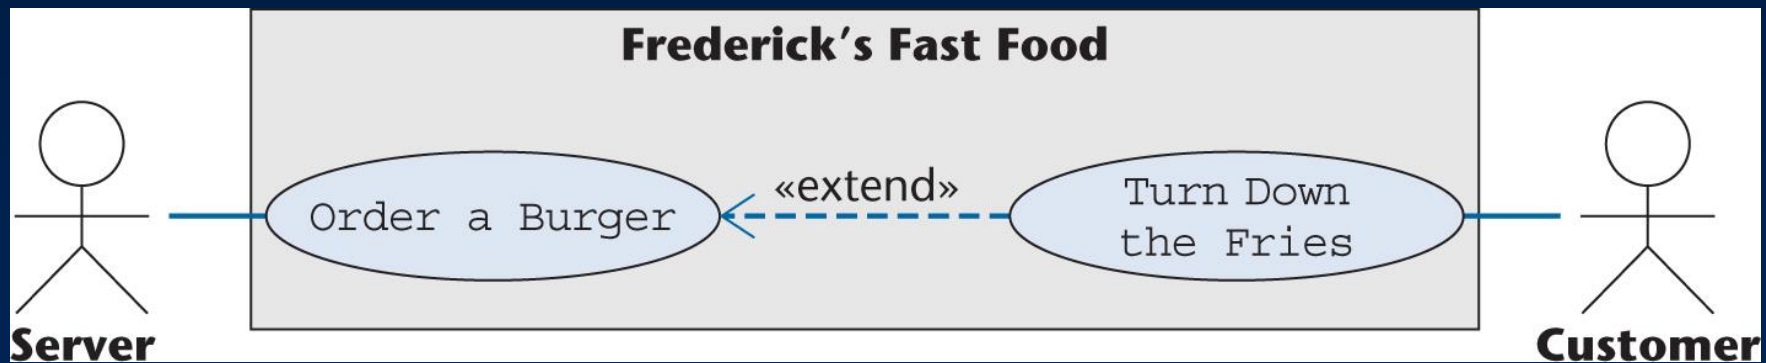 Frederick's Fast Food
Order a Burger
«extend»
Turn Down
the Fries
Server
Customer